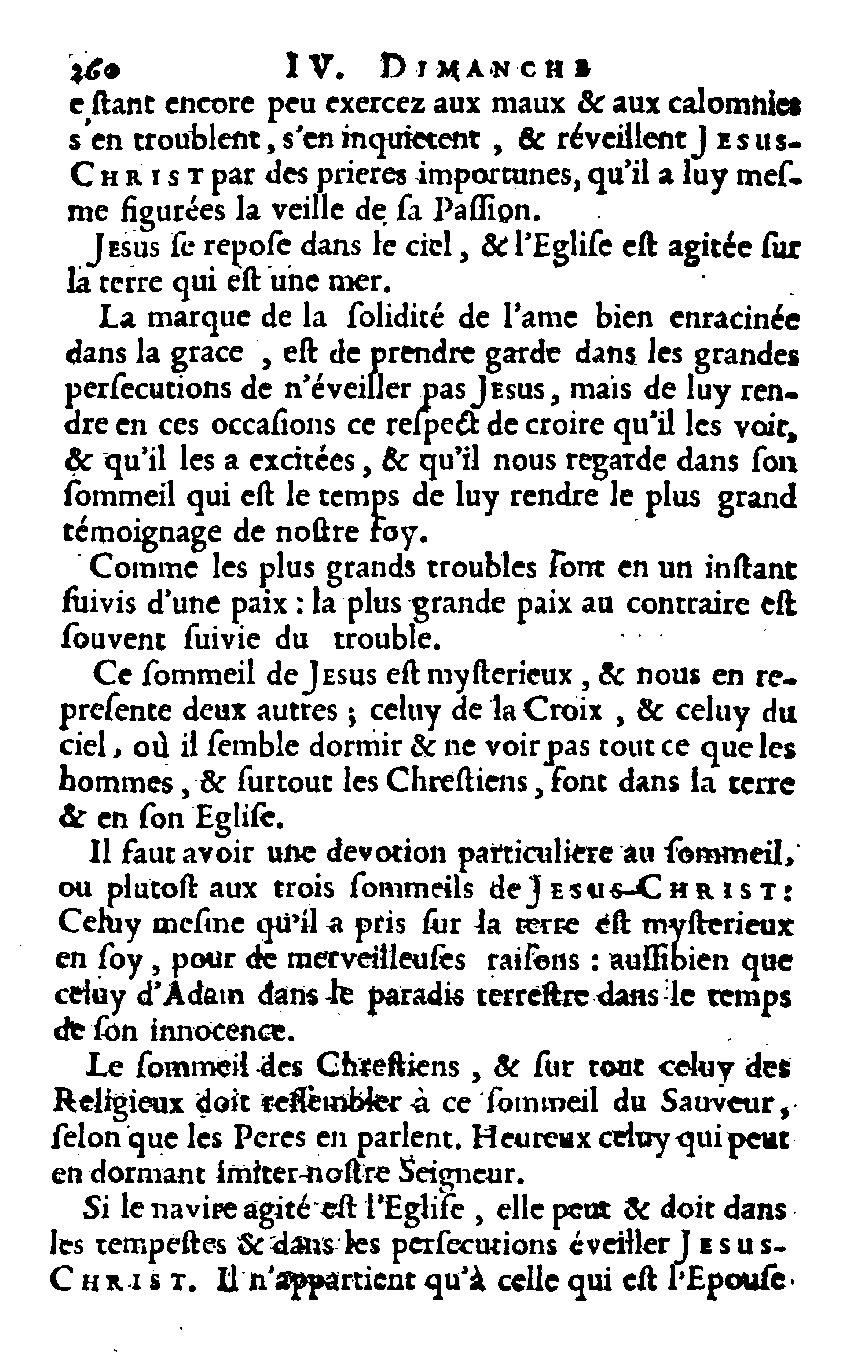 260 IV. DIMANCHE
estant encore peu exercez aux maux & aux calomnies
s'en troublent, s'en inquietent, & réveillent JESUS-
CHRIST par des prieres importunes, qu'il a luy meſ-
me figurées la veille de ſa Paſſion.
JESUS ſe repoſe dans le ciel, & l'Egliſe eſt agitée ſur
la terre qui eſt une mer.
La marque de la ſolidité de l'ame bien enracinée
dans la grace, eſt de prendre garde dans les grandes
perſecutions de n'éveiller pas JESUS, mais de luy ren-
dre en ces occaſions ce reſpect de croire qu'il les voit,
& qu'il les a excitées, & qu'il nous regarde dans ſon
ſommeil qui eſt le temps de luy rendre le plus grand
témoignage de noſtre Foy.
Comme les plus grands troubles ſont en un inſtant
ſuivis d'une paix : la plus grande paix au contraire eſt
ſouvent ſuivie du trouble.
Ce ſommeil de JESUS eſt myſterieux, & nous en re-
preſente deux autres ; celuy de la Croix, & celuy du
ciel, où il ſemble dormir & ne voir pas tout ce que les
hommes, & ſurtout les Chreſtiens, font dans la terre
& en ſon Egliſe.
Il faut avoir une devotion particuliere au ſommeil,
ou plutoſt aux trois ſommeils de JESUS-CHRIST:
Celuy meſme qu'il a pris ſur la terre eſt myſterieux
en ſoy, pour de merveilleuſes raiſons : auſſibien que
celuy d'Adam dans le paradis terreſtre dans le temps
de ſon innocence.
Le ſommeil des Chreſtiens, & ſur tout celuy des
Religieux doit reſſembler à ce ſommeil du Sauveur,
ſelon que les Peres en parlent. Heureux celuy qui peut
en dormant imiter noſtre Seigneur.
Si le navire agité eſt l'Egliſe, elle peut & doit dans
les tempeſtes & dans les perſecutions éveiller JESUS-
CHRIST. Il n'appartient qu'à celle qui eſt l'Epouſe